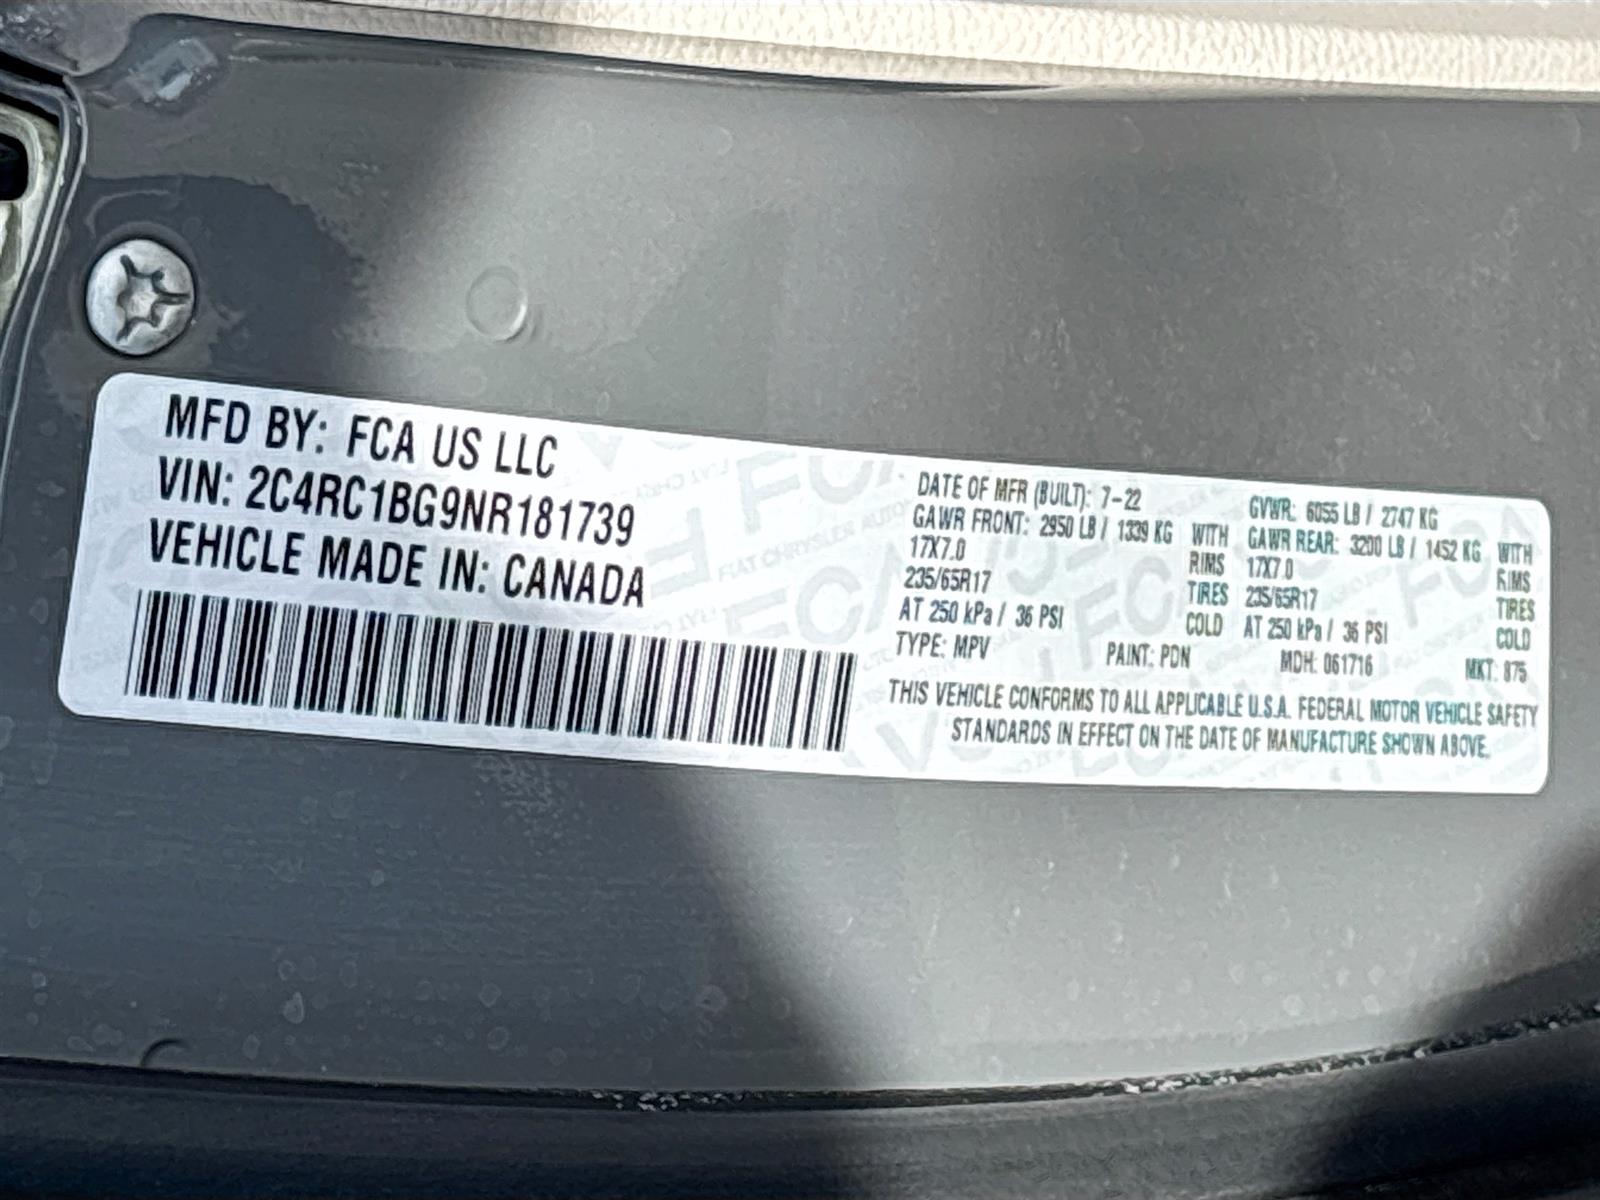 MFD BY: FCA US LLC
VIN: 2C4RC1BG9NR181739
VEHICLE MADE IN: CANADA
DATE OF MFR (BUILT): 7-22
GAWR FRONT: 2950 LB / 1339 KG WITH
17X7.0 RIMS
235/65R17 TIRES
AT 250 kPa / 36 PSI COLD
GVWR: 6055 LB / 2747 KG
GAWR REAR: 3200 LB / 1452 KG WITH
17X7.0 RIMS
235/65R17 TIRES
AT 250 kPa / 36 PSI COLD
TYPE: MPV PAINT: PDN MDH: 061716 MKT: 875
THIS VEHICLE CONFORMS TO ALL APPLICABLE U.S.A. FEDERAL MOTOR VEHICLE SAFETY
STANDARDS IN EFFECT ON THE DATE OF MANUFACTURE SHOWN ABOVE.